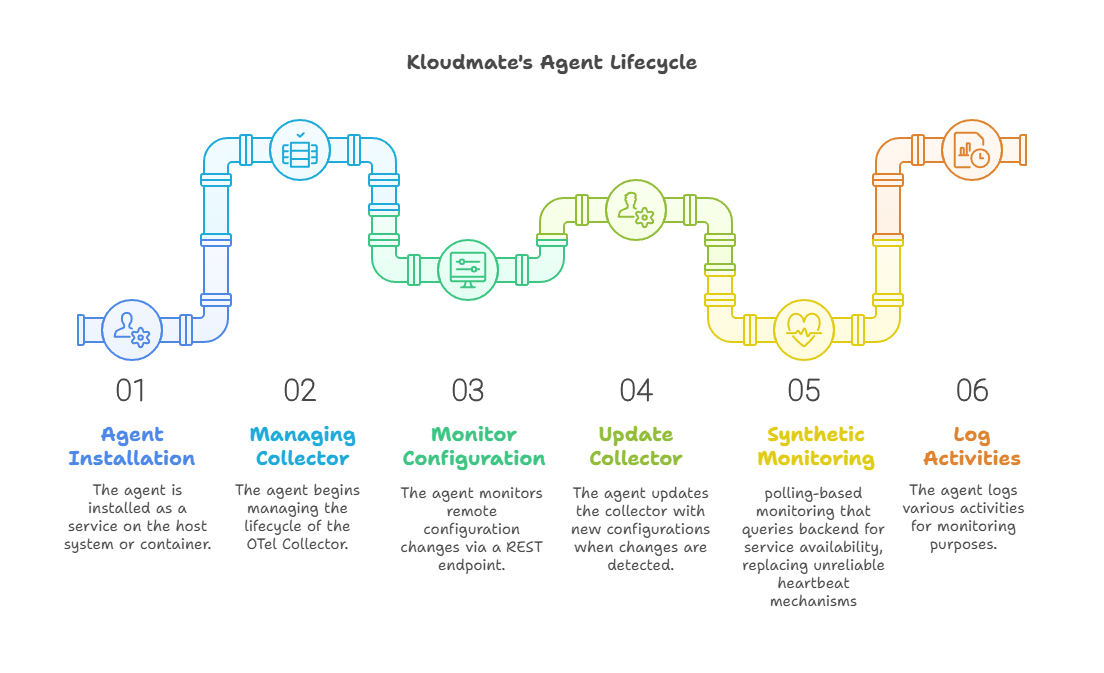 Kloudmate's Agent Lifecycle
01
Agent
Installation
The agent is
installed as a
service on the host
system or container.
02
Managing
Collector
The agent begins
managing the
lifecycle of the
OTel Collector.
03
Monitor
Configuration
The agent monitors
remote
configuration
changes via a REST
endpoint.
04
Update
Collector
The agent updates
the collector with
new configurations
when changes are
detected.
05
Synthetic
Monitoring
polling-based
monitoring that
queries backend for
service availability,
replacing unreliable
heartbeat
mechanisms
06
Log
Activities
The agent logs
various activities
for monitoring
purposes.